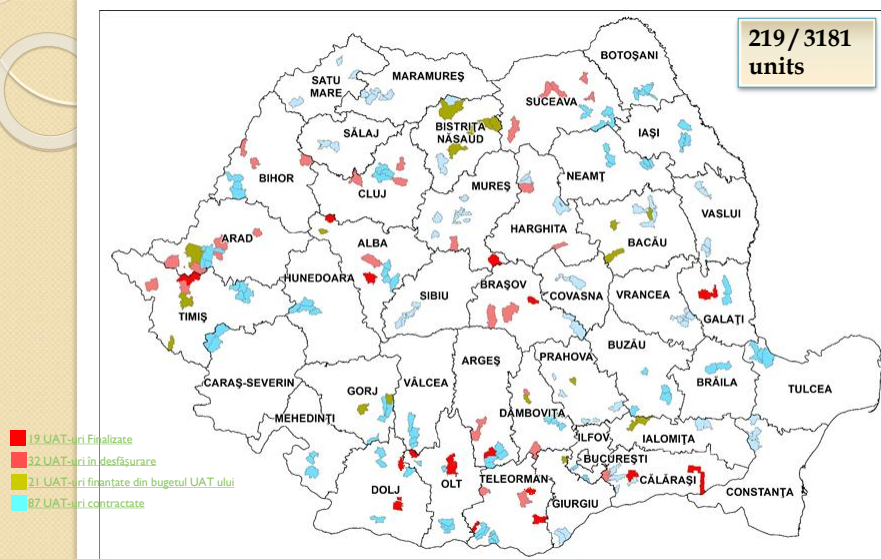 219 / 3181
units
BOTOŞANI
SATU
MARE
MARAMUREŞ
SUCEAVA
BISTRIŢA
NĂSAUD
SĂLAJ
IAŞI
BIHOR
CLUJ
MUREŞ
NEAMŢ
HARGHITA
BACĂU
VASLUI
ARAD
ALBA
HUNEDOARA
SIBIU
BRAŞOV
COVASNA
VRANCEA
GALAŢI
TIMIŞ
BUZĂU
PRAHOVA
ARGEŞ
CARAŞ-SEVERIN
GORJ
VÂLCEA
BRĂILA
TULCEA
DÂMBOVIŢA
MEHEDINŢI
ILFOV
IALOMIŢA
BUCUREŞTI
TELEORMAN
CĂLĂRAŞI
OLT
DOLJ
GIURGIU
CONSTANŢA
19 UAT-uri Finalizate
32 UAT-uri în desfăşurare
21 UAT-uri finanţate din bugetul UAT ului
87 UAT-uri contractate